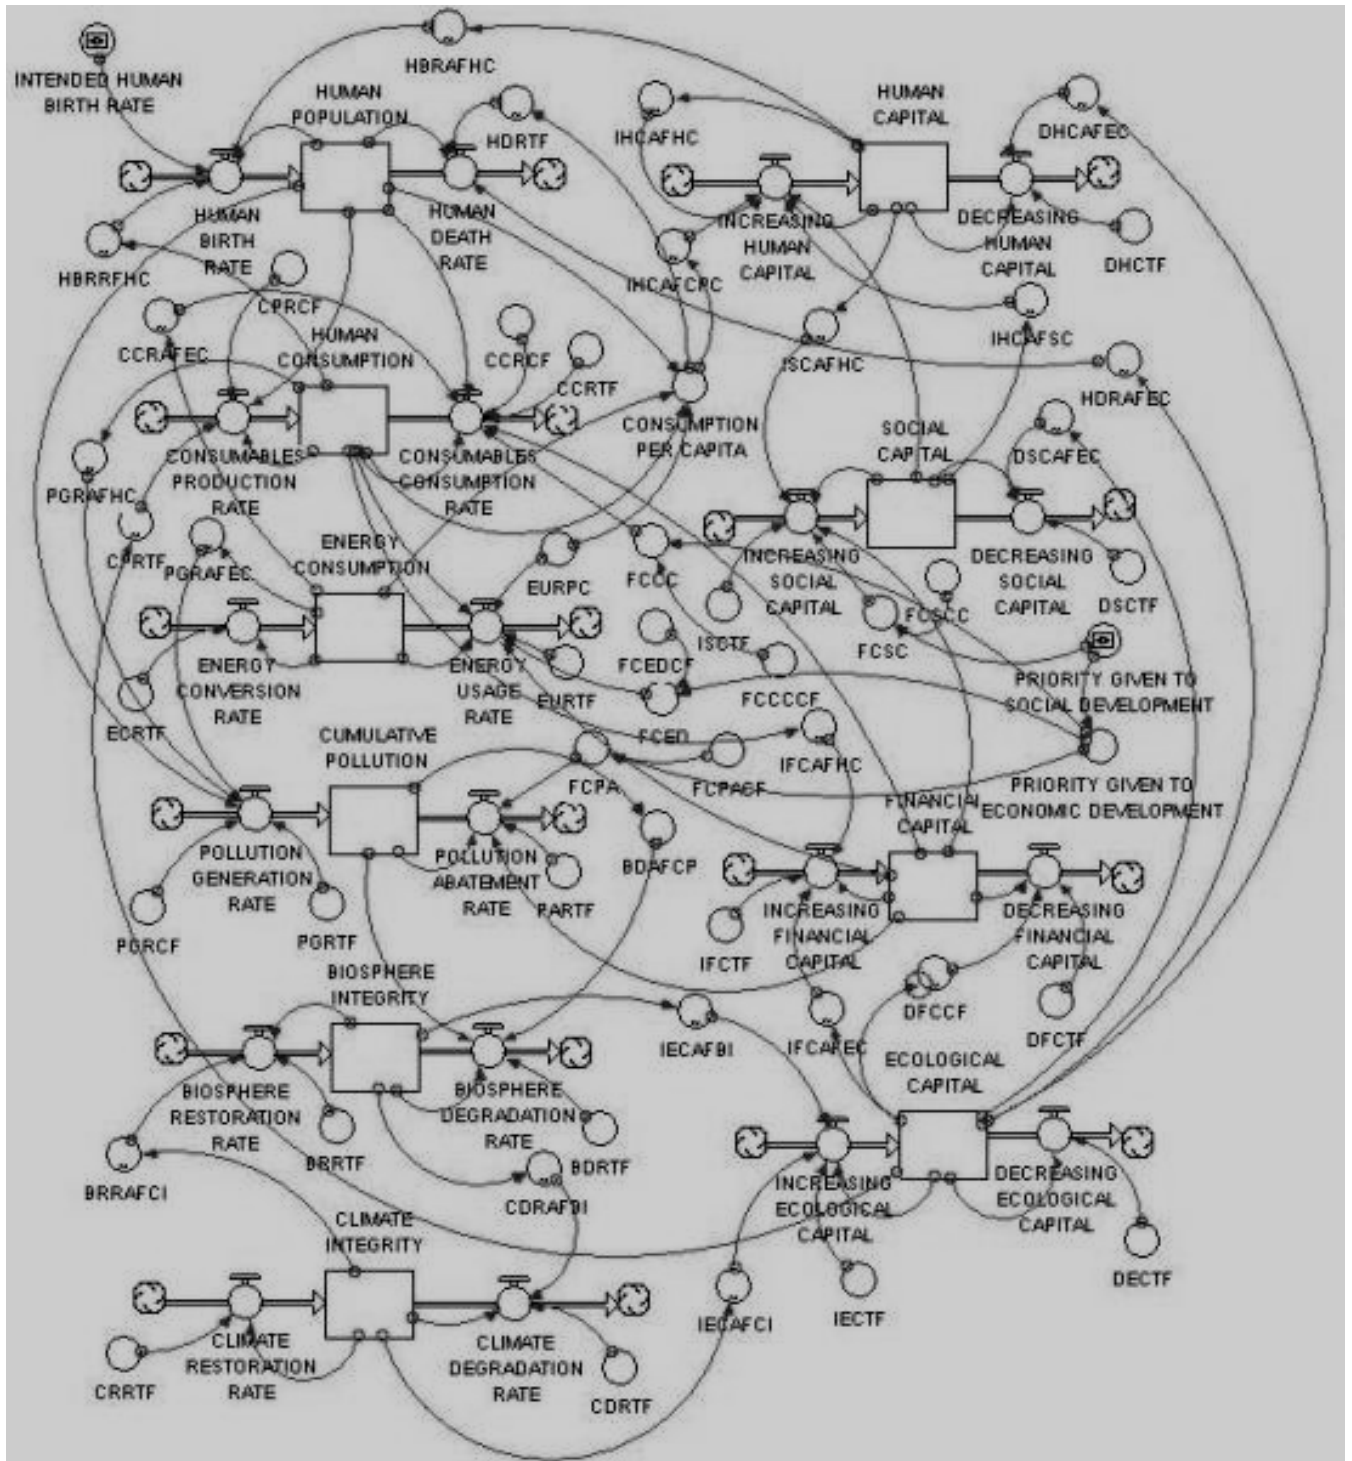 HBRAFHC
INTENDED HUMAN
BIRTH RATE
HUMAN
POPULATION
HDRTF
IHCAFHC
HUMAN
CAPITAL
DHCAFEC
HUMAN
BIRTH
RATE
HUMAN
DEATH
RATE
INCREASING
HUMAN
CAPITAL
DECREASING
HUMAN
CAPITAL
DHCTF
HBRRFHC
CPRCF
IHCAFCPC
CCRAFEC
HUMAN
CONSUMPTION
CCRCF
CCRTF
ISCAFHC
IHCAFSC
HDRAFEC
CONSUMPTION
PER CAPITA
SOCIAL
CAPITAL
DSCAFEC
CONSUMABLES
PRODUCTION
RATE
CONSUMABLES
CONSUMPTION
RATE
PGRAFHC
CPRTF
PGRAFEC
ENERGY
CONSUMPTION
EURPC
FCCC
INCREASING
SOCIAL
CAPITAL
DECREASING
SOCIAL
CAPITAL
FCSCC
DSCTF
ISCTF
FCSC
FCEDCF
FCCCCF
ENERGY
CONVERSION
RATE
ENERGY
USAGE
RATE
EURTF
FCED
PRIORITY GIVEN TO
SOCIAL DEVELOPMENT
ECRTF
CUMULATIVE
POLLUTION
FCPA
FCPACF
IFCAFHC
PRIORITY GIVEN TO
ECONOMIC DEVELOPMENT
FINANCIAL
CAPITAL
POLLUTION
GENERATION
RATE
POLLUTION
ABATEMENT
RATE
BDAFCP
PARTF
PGRCF
PGRTF
INCREASING
FINANCIAL
CAPITAL
DECREASING
FINANCIAL
CAPITAL
IFCTF
BIOSPHERE
INTEGRITY
DFCCF
DFCTF
IECAFBI
IFCAFEC
ECOLOGICAL
CAPITAL
BIOSPHERE
RESTORATION
RATE
BIOSPHERE
DEGRADATION
RATE
BRRTF
BDRTF
BRRAFCI
CDRAFBI
INCREASING
ECOLOGICAL
CAPITAL
DECREASING
ECOLOGICAL
CAPITAL
CLIMATE
INTEGRITY
DECTF
IECAFCI
IECTF
CLIMATE
RESTORATION
RATE
CLIMATE
DEGRADATION
RATE
CRRTF
CDRTF